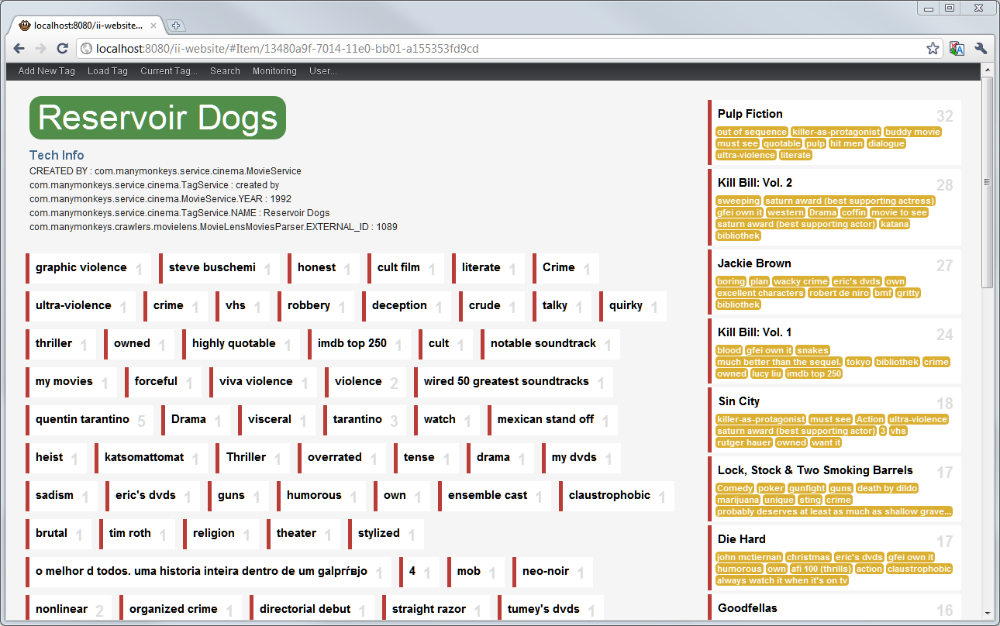 localhost:8080/ii-website...
localhost:8080/ii-website/#Item/13480a9f-7014-11e0-bb01-a155353fd9cd
Add New Tag Load Tag Current Tag... Search Monitoring User...
Reservoir Dogs
Tech Info
CREATED BY : com.manymonkeys.service.cinema.MovieService
com.manymonkeys.service.cinema.TagService : created by
com.manymonkeys.service.cinema.MovieService.YEAR : 1992
com.manymonkeys.service.cinema.TagService.NAME : Reservoir Dogs
com.manymonkeys.crawlers.movielens.MovieLensMoviesParser.EXTERNAL_ID : 1089
graphic violence 1 steve buschemi 1 honest 1 cult film 1 literate 1 Crime 1
ultra-violence 1 crime 1 vhs 1 robbery 1 deception 1 crude 1 talky 1 quirky 1
thriller 1 owned 1 highly quotable 1 imdb top 250 1 cult 1 notable soundtrack 1
my movies 1 forceful 1 viva violence 1 violence 2 wired 50 greatest soundtracks 1
quentin tarantino 5 Drama 1 visceral 1 tarantino 3 watch 1 mexican stand off 1
heist 1 katsomattomat 1 Thriller 1 overrated 1 tense 1 drama 1 my dvds 1
sadism 1 eric's dvds 1 guns 1 humorous 1 own 1 ensemble cast 1 claustrophobic 1
brutal 1 tim roth 1 religion 1 theater 1 stylized 1
o melhor d todos. uma historia inteira dentro de um galpгѓвјo 1 4 1 mob 1 neo-noir 1
nonlinear 2 organized crime 1 directorial debut 1 straight razor 1 tumey's dvds 1
Pulp Fiction 32
out of sequence killer-as-protagonist buddy movie
must see quotable pulp hit men dialogue
ultra-violence literate
Kill Bill: Vol. 2 28
sweeping saturn award (best supporting actress)
gfei own it western Drama coffin movie to see
saturn award (best supporting actor) katana
bibliothek
Jackie Brown 27
boring plan wacky crime eric's dvds own
excellent characters robert de niro bmf gritty
bibliothek
Kill Bill: Vol. 1 24
blood gfei own it snakes
much better than the sequel. tokyo bibliothek crime
owned lucy liu imdb top 250
Sin City 18
killer-as-protagonist must see Action ultra-violence
saturn award (best supporting actor) 3 vhs
rutger hauer owned want it
Lock, Stock & Two Smoking Barrels 17
Comedy poker gunfight guns death by dildo
marijuana unique sting crime
probably deserves at least as much as shallow grave...
Die Hard 17
john mctiernan christmas eric's dvds gfei own it
humorous own afi 100 (thrills) action claustrophobic
always watch it when it's on tv
Goodfellas 16